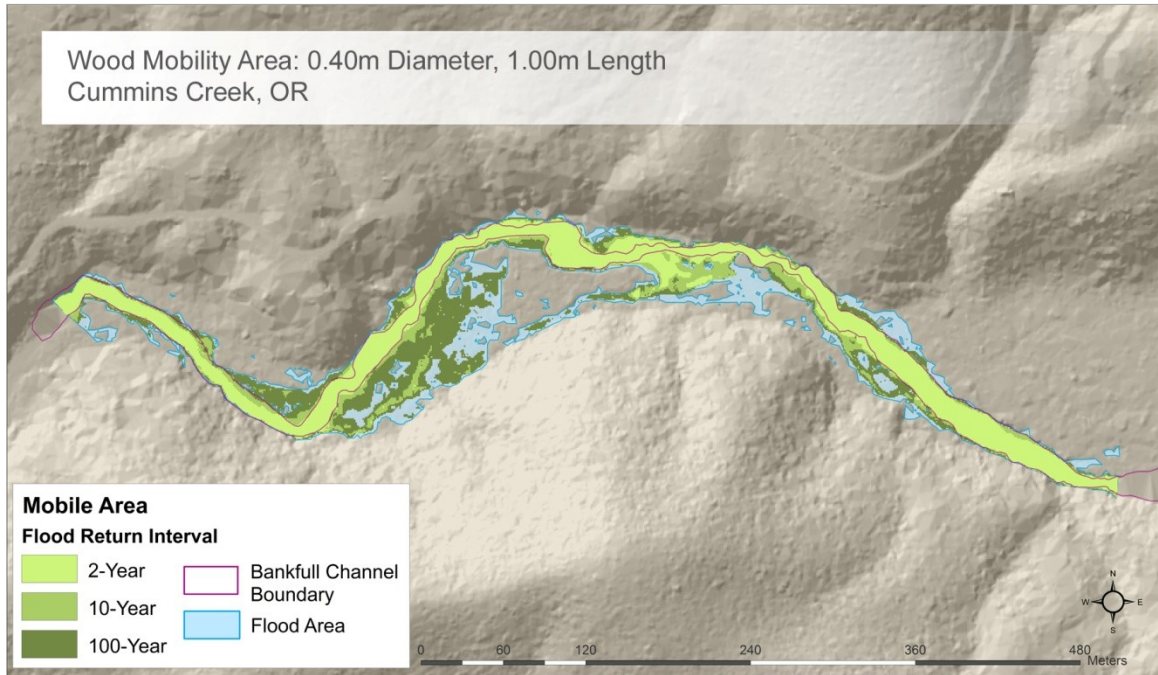 Wood Mobility Area: 0.40m Diameter, 1.00m Length
Cummins Creek, OR
Mobile Area
Flood Return Interval
2-Year
10-Year
100-Year
Bankfull Channel
Boundary
Flood Area
N
W E
S
0 60 120 240 360 480
Meters